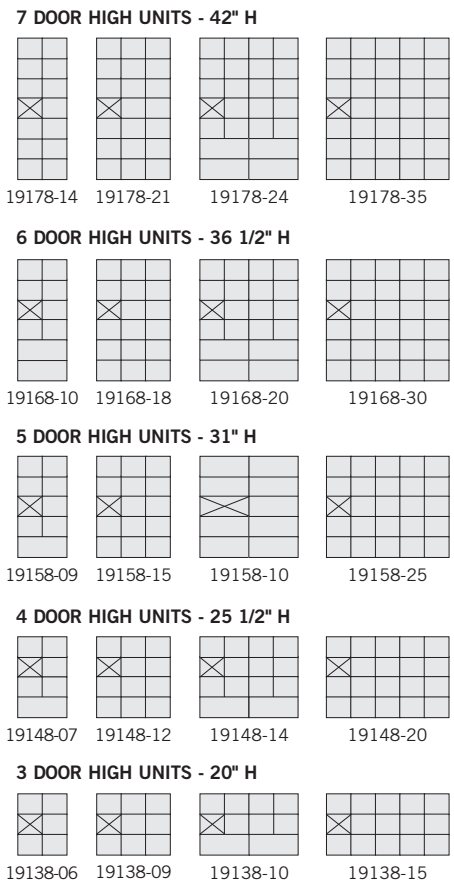 7 DOOR HIGH UNITS - 42" H
19178-14 19178-21 19178-24 19178-35
6 DOOR HIGH UNITS - 36 1/2" H
19168-10 19168-18 19168-20 19168-30
5 DOOR HIGH UNITS - 31" H
19158-09 19158-15 19158-10 19158-25
4 DOOR HIGH UNITS - 25 1/2" H
19148-07 19148-12 19148-14 19148-20
3 DOOR HIGH UNITS - 20" H
19138-06 19138-09 19138-10 19138-15